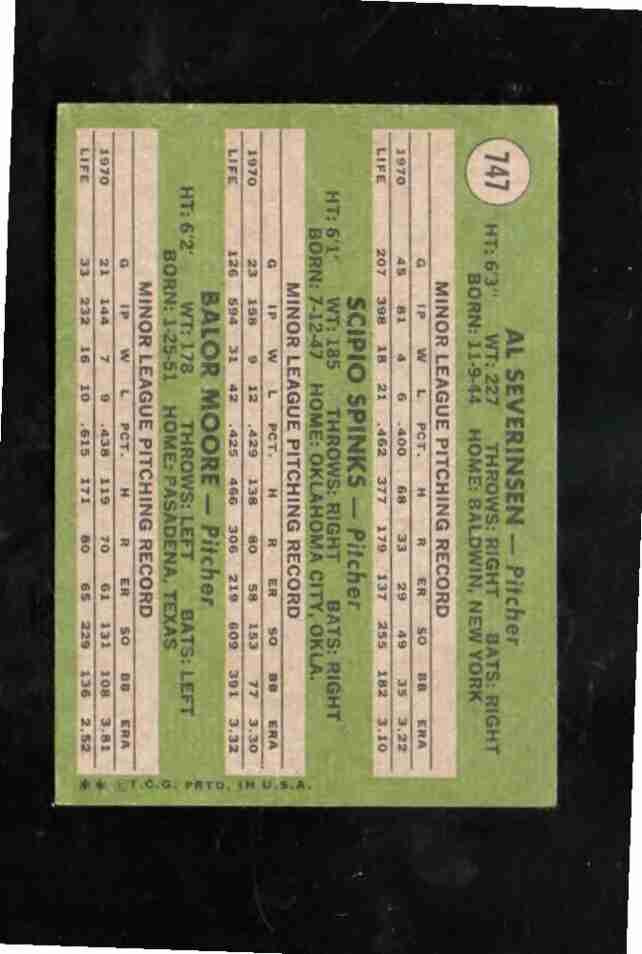 747
AL SEVERINSEN — Pitcher
HT: 6'3" WT: 227 THROWS: RIGHT BATS: RIGHT
BORN: 11-9-44 HOME: BALDWIN, NEW YORK
MINOR LEAGUE PITCHING RECORD
G IP W L PCT. H R ER SO BB ERA
1970 45 81 4 6 .400 68 33 29 49 35 3.22
LIFE 207 398 18 21 .462 377 179 137 255 182 3.10
SCIPIO SPINKS — Pitcher
HT: 6'1" WT: 185 THROWS: RIGHT BATS: RIGHT
BORN: 7-12-47 HOME: OKLAHOMA CITY, OKLA.
MINOR LEAGUE PITCHING RECORD
G IP W L PCT. H R ER SO BB ERA
1970 23 158 9 12 .429 138 80 58 153 77 3.30
LIFE 126 594 31 42 .425 466 306 219 609 391 3.32
BALOR MOORE — Pitcher
HT: 6'2" WT: 178 THROWS: LEFT BATS: LEFT
BORN: 1-25-51 HOME: PASADENA, TEXAS
MINOR LEAGUE PITCHING RECORD
G IP W L PCT. H R ER SO BB ERA
1970 21 144 7 9 .438 119 70 61 131 108 3.81
LIFE 33 232 16 10 .615 171 80 65 229 136 2.52
** ©T.C.G. PRTD. IN U.S.A.